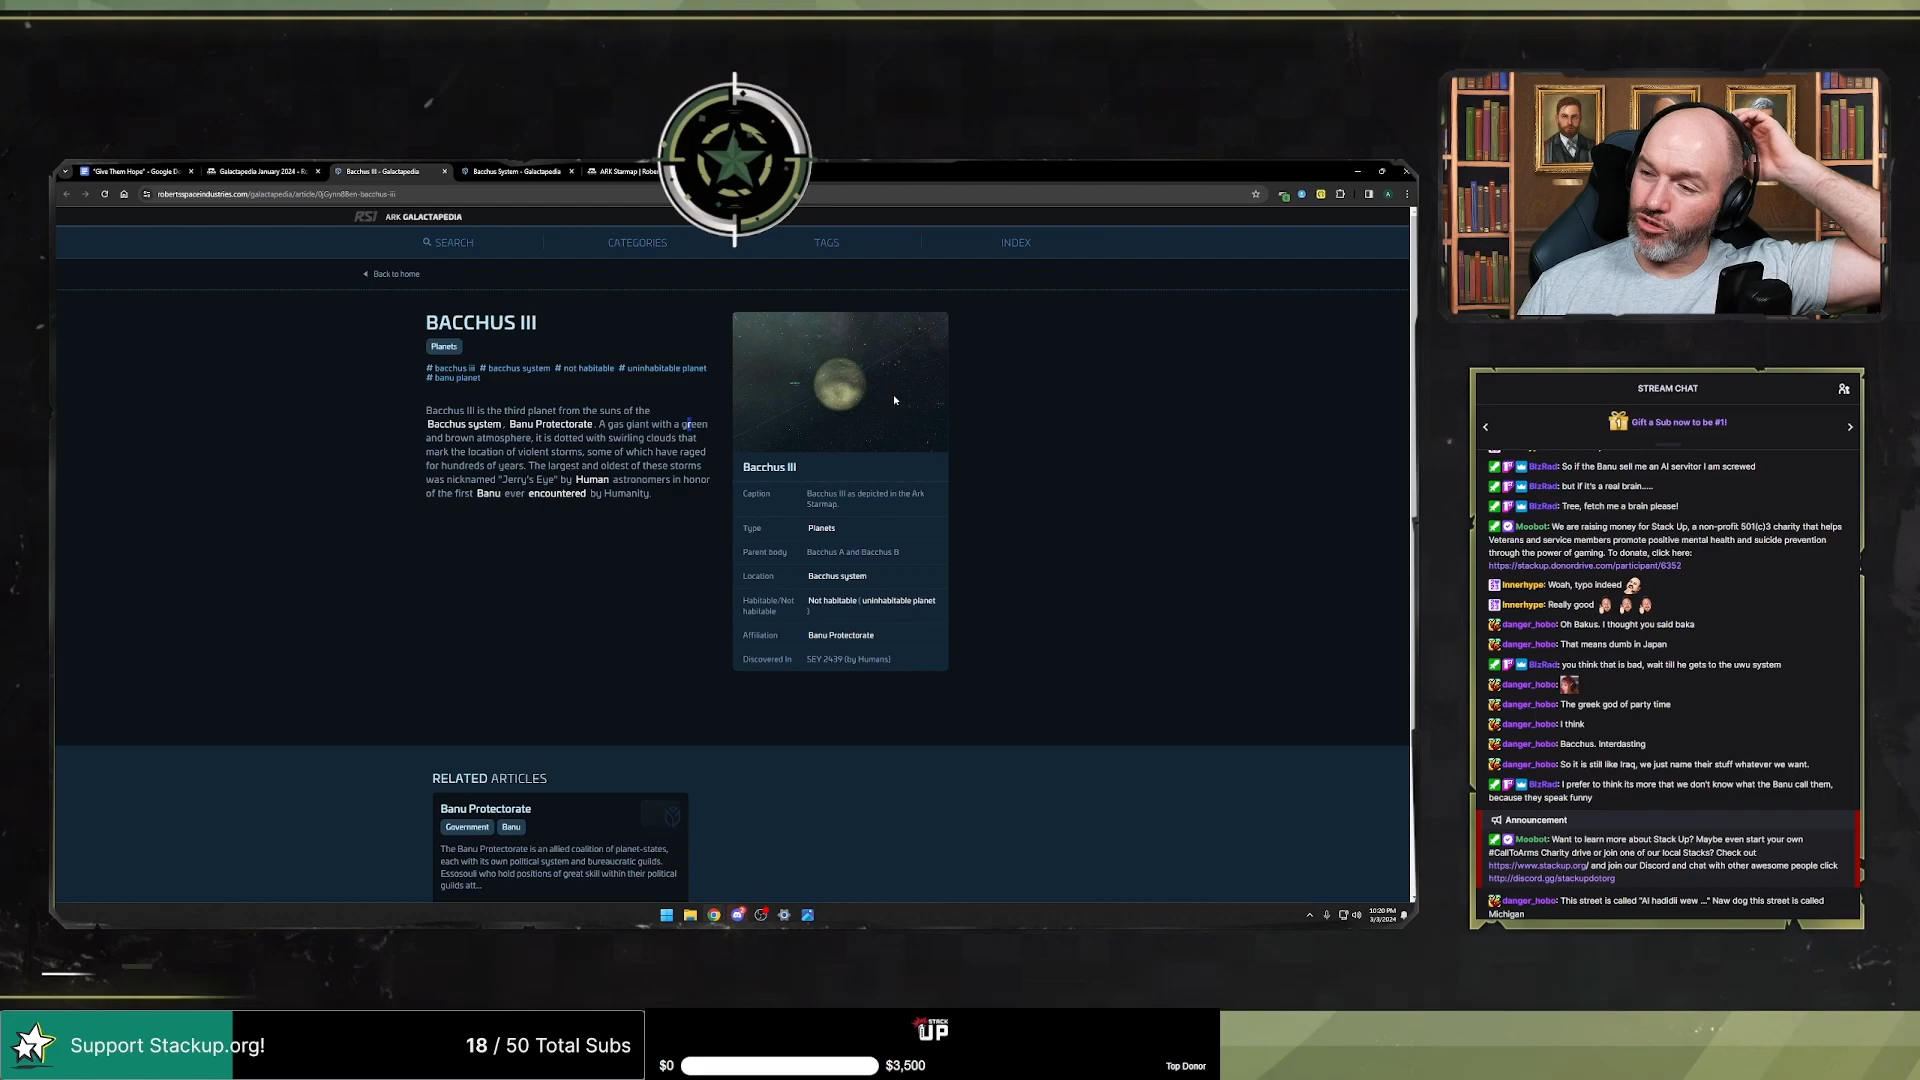 "Give Them Hope" - Google Do
Galactapedia January 2024 - R
Bacchus III - Galactapedia
Bacchus System - Galactapedia
ARK Starmap | Rober
robertsspaceindustries.com/galactapedia/article/0jGynn8Ben-bacchus-iii
RSI ARK GALACTAPEDIA
SEARCH
CATEGORIES
TAGS
INDEX
Back to home
BACCHUS III
Planets
# bacchus iii # bacchus system # not habitable # uninhabitable planet
# banu planet
Bacchus III is the third planet from the suns of the
Bacchus system, Banu Protectorate. A gas giant with a green
and brown atmosphere, it is dotted with swirling clouds that
mark the location of violent storms, some of which have raged
for hundreds of years. The largest and oldest of these storms
was nicknamed "Jerry's Eye" by Human astronomers in honor
of the first Banu ever encountered by Humanity.
Bacchus III
Caption Bacchus III as depicted in the Ark
Starmap.
Type Planets
Parent body Bacchus A and Bacchus B
Location Bacchus system
Habitable/Not Not habitable ( uninhabitable planet
habitable )
Affiliation Banu Protectorate
Discovered In SEY 2439 (by Humans)
RELATED ARTICLES
Banu Protectorate
Government Banu
The Banu Protectorate is an allied coalition of planet-states,
each with its own political system and bureaucratic guilds.
Essosouli who hold positions of great skill within their political
guilds att...
10:20 PM
3/3/2024
STREAM CHAT
1 Gift a Sub now to be #1!
BlzRad: So if the Banu sell me an AI servitor I am screwed
BlzRad: but if it's a real brain.....
BlzRad: Tree, fetch me a brain please!
Moobot: We are raising money for Stack Up, a non-profit 501(c)3 charity that helps
Veterans and service members promote positive mental health and suicide prevention
through the power of gaming. To donate, click here:
https://stackup.donordrive.com/participant/6352
Innerhype: Woah, typo indeed
Innerhype: Really good
danger_hobo: Oh Bakus. I thought you said baka
danger_hobo: That means dumb in Japan
BlzRad: you think that is bad, wait till he gets to the uwu system
danger_hobo:
danger_hobo: The greek god of party time
danger_hobo: I think
danger_hobo: Bacchus. Interdasting
danger_hobo: So it is still like Iraq, we just name their stuff whatever we want.
BlzRad: I prefer to think its more that we don't know what the Banu call them,
because they speak funny
Announcement
Moobot: Want to learn more about Stack Up? Maybe even start your own
#CallToArms Charity drive or join one of our local Stacks? Check out
https://www.stackup.org/ and join our Discord and chat with other awesome people click
http://discord.gg/stackupdotorg
danger_hobo: This street is called "Al hadidii wew ..." Naw dog this street is called
Michigan
Support Stackup.org!
18 / 50 Total Subs
STACK
UP
$0 $3,500
Top Donor